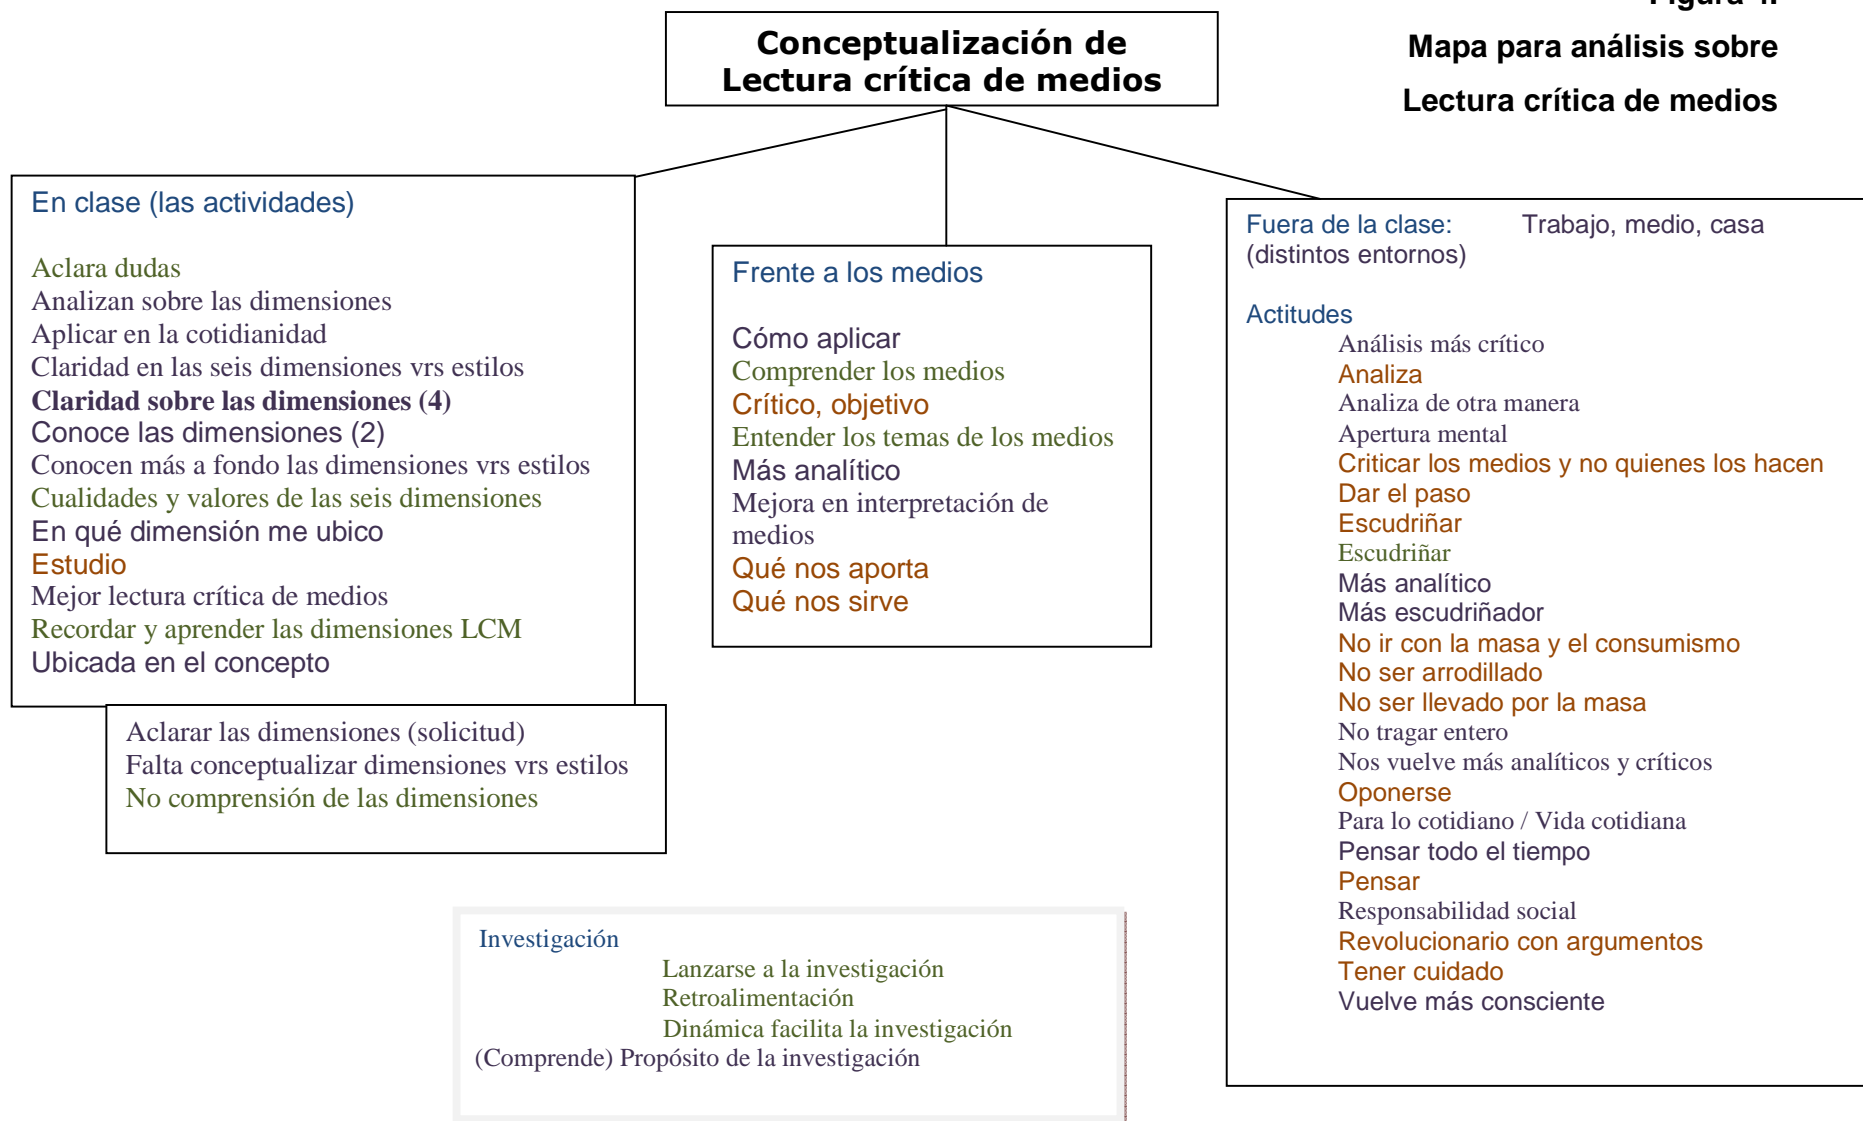 Figura
Mapa para análisis sobre
Lectura crítica de medios
Conceptualización de
Lectura crítica de medios
En clase (las actividades)
Aclara dudas
Analizan sobre las dimensiones
Aplicar en la cotidianidad
Claridad en las seis dimensiones vrs estilos
Claridad sobre las dimensiones (4)
Conoce las dimensiones (2)
Conocen más a fondo las dimensiones vrs estilos
Cualidades y valores de las seis dimensiones
En qué dimensión me ubico
Estudio
Mejor lectura crítica de medios
Recordar y aprender las dimensiones LCM
Ubicada en el concepto
Aclarar las dimensiones (solicitud)
Falta conceptualizar dimensiones vrs estilos
No comprensión de las dimensiones
Frente a los medios
Cómo aplicar
Comprender los medios
Crítico, objetivo
Entender los temas de los medios
Más analítico
Mejora en interpretación de
medios
Qué nos aporta
Qué nos sirve
Fuera de la clase: Trabajo, medio, casa
(distintos entornos)
Actitudes
Análisis más crítico
Analiza
Analiza de otra manera
Apertura mental
Criticar los medios y no quienes los hacen
Dar el paso
Escudriñar
Escudriñar
Más analítico
Más escudriñador
No ir con la masa y el consumismo
No ser arrodillado
No ser llevado por la masa
No tragar entero
Nos vuelve más analíticos y críticos
Oponerse
Para lo cotidiano / Vida cotidiana
Pensar todo el tiempo
Pensar
Responsabilidad social
Revolucionario con argumentos
Tener cuidado
Vuelve más consciente
Investigación
Lanzarse a la investigación
Retroalimentación
Dinámica facilita la investigación
(Comprende) Propósito de la investigación